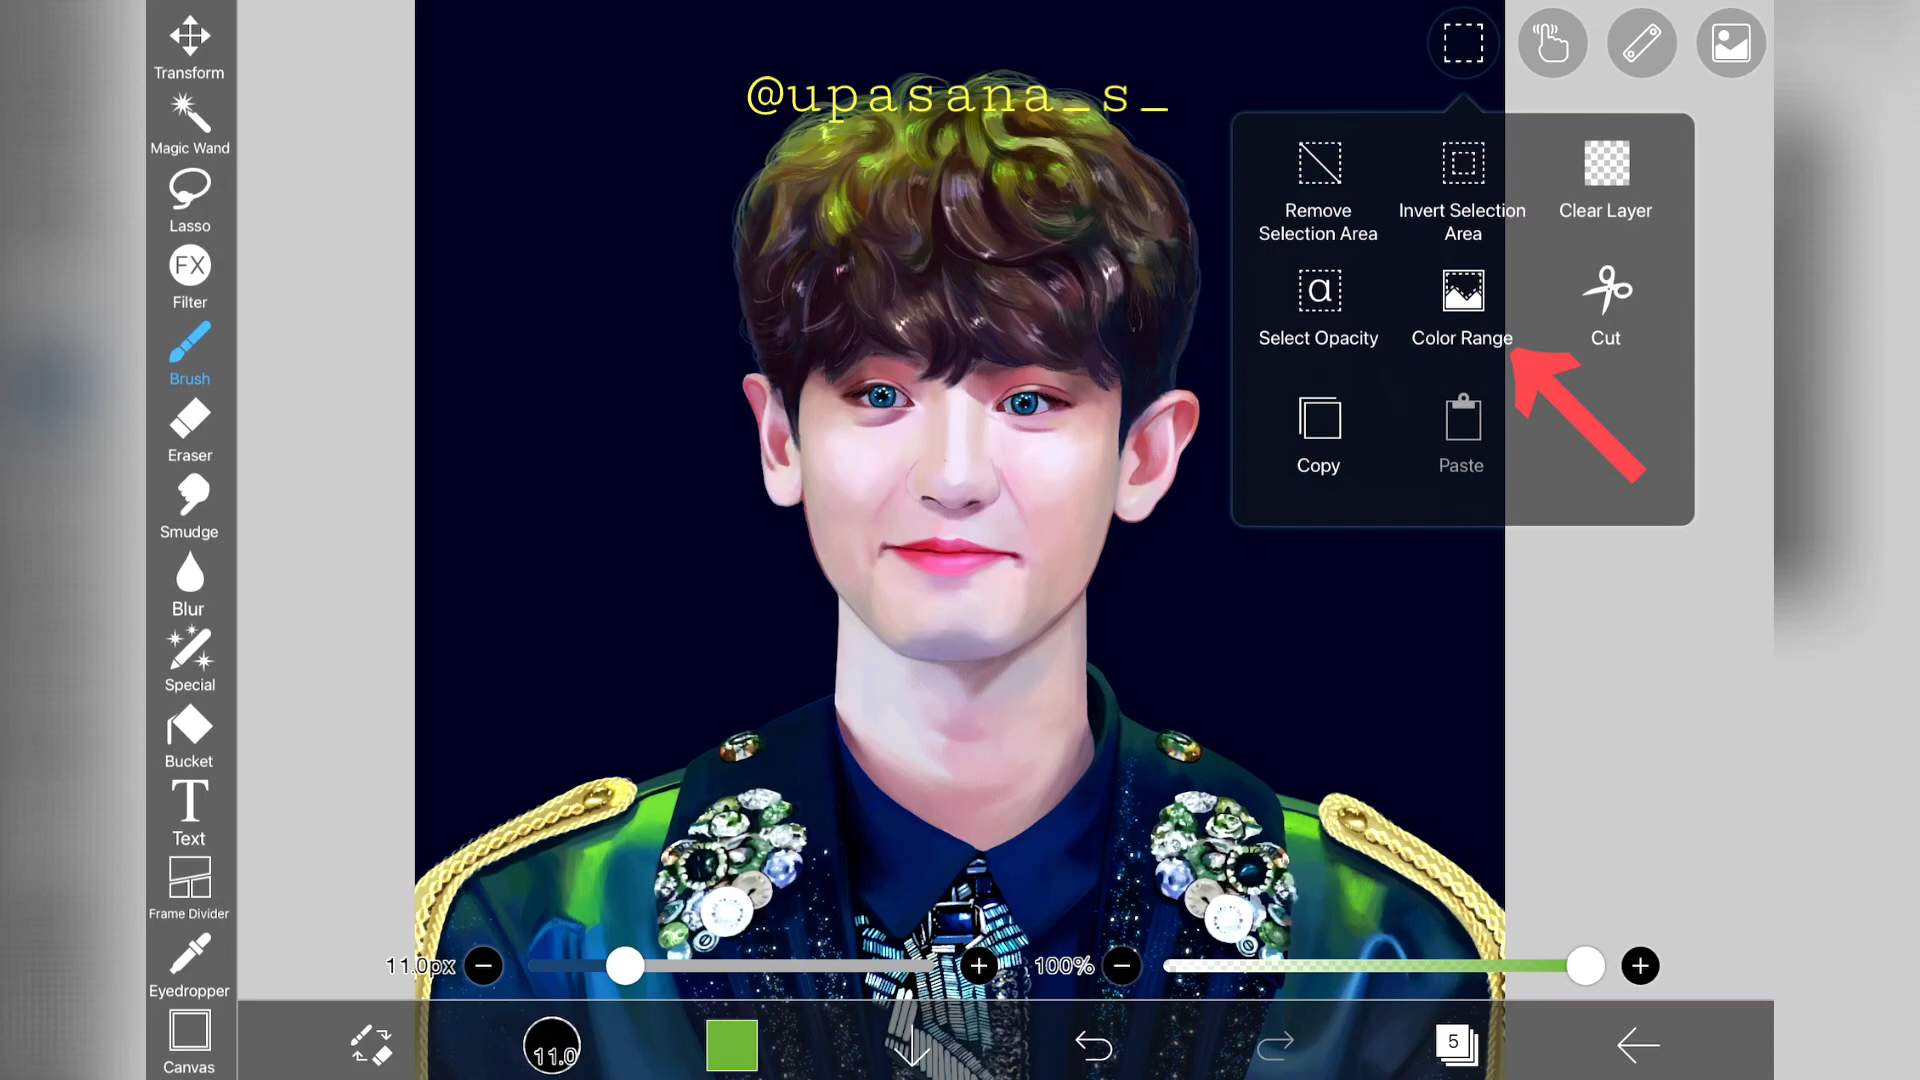 Transform
Magic Wand
Lasso
FX
Filter
Brush
Eraser
Smudge
Blur
Special
Bucket
T
Text
Frame Divider
Eyedropper
Canvas
@upasana_s_
Remove
Selection Area
Invert Selection
Area
Clear Layer
α
Select Opacity
Color Range
Cut
Copy
Paste
11.0px
100%
11.0
5